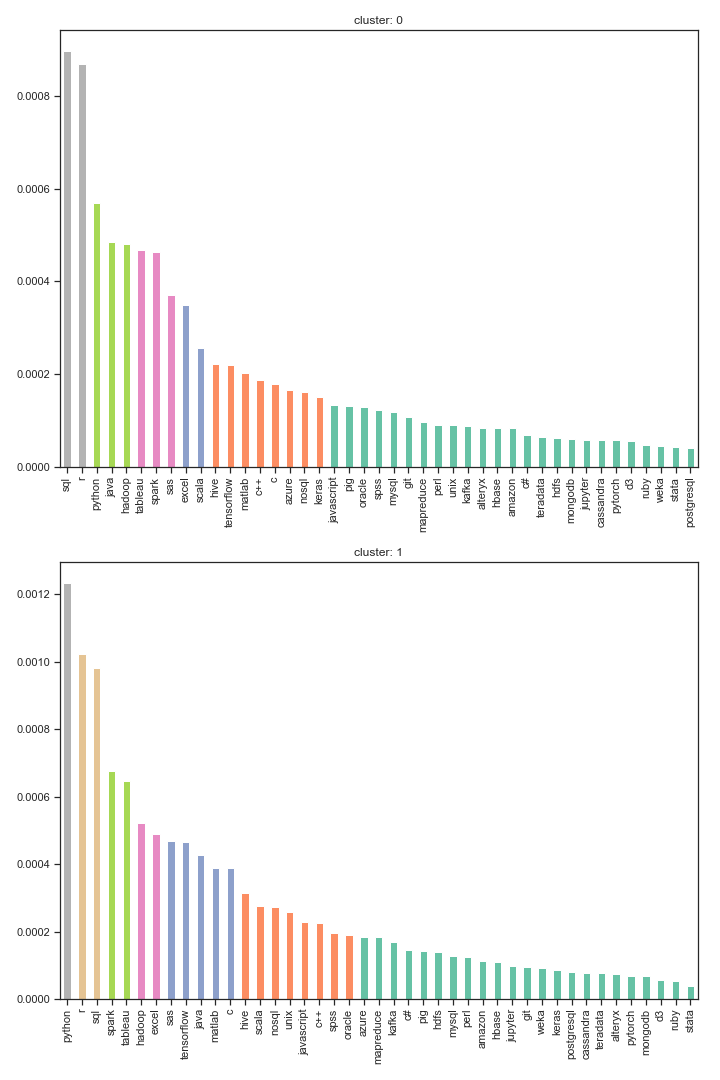 cluster: 0
0.0008
0.0006
0.0004
0.0002
0.0000
sql
r
python
java
hadoop
tableau
spark
sas
excel
scala
hive
tensorflow
matlab
c++
c
azure
nosql
keras
javascript
pig
oracle
spss
mysql
git
mapreduce
perl
unix
kafka
alteryx
hbase
amazon
c#
teradata
hdfs
mongodb
jupyter
cassandra
pytorch
d3
ruby
weka
stata
postgresql
cluster: 1
0.0012
0.0010
0.0008
0.0006
0.0004
0.0002
0.0000
python
r
sql
spark
tableau
hadoop
excel
sas
tensorflow
java
matlab
c
hive
scala
nosql
unix
javascript
c++
spss
oracle
azure
mapreduce
kafka
c#
pig
hdfs
mysql
perl
amazon
hbase
jupyter
git
weka
keras
postgresql
cassandra
teradata
alteryx
pytorch
mongodb
d3
ruby
stata